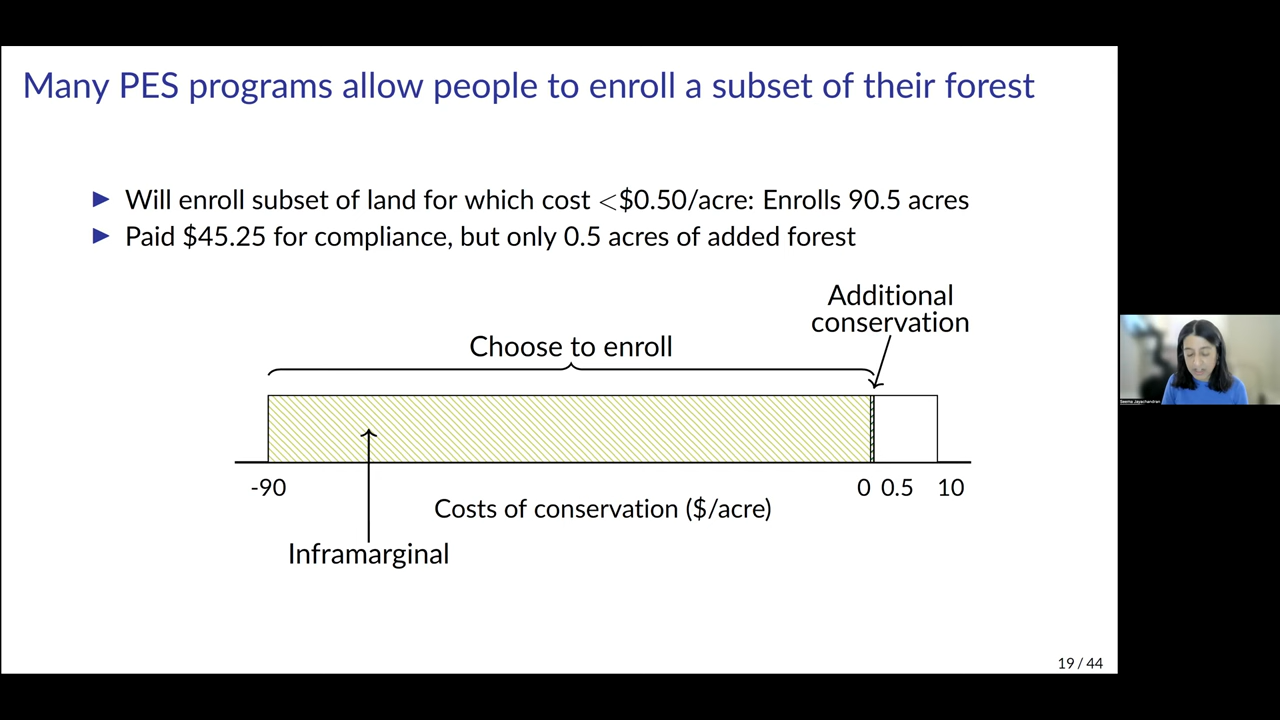 Many PES programs allow people to enroll a subset of their forest
► Will enroll subset of land for which cost <$0.50/acre: Enrolls 90.5 acres
► Paid $45.25 for compliance, but only 0.5 acres of added forest
Additional
conservation
Choose to enroll
-90
0 0.5 10
Costs of conservation ($/acre)
Inframarginal
Seema Jayachandran
19 / 44